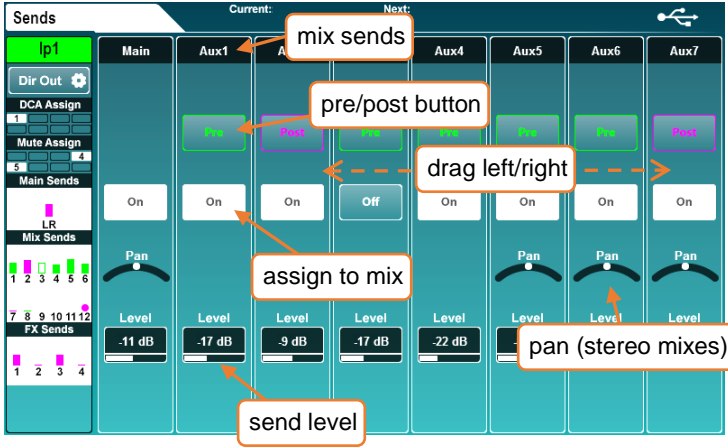 Sends
Current:
Next:
mix sends
Ip1
Main
Aux1
Aux4
Aux5
Aux6
Aux7
Dir Out
DCA Assign
1
pre/post button
Pre
Post
Pre
Pre
Pre
Pre
Post
Mute Assign
4
5
drag left/right
Main Sends
LR
On
On
On
Off
On
On
On
On
Mix Sends
1 2 3 4 5 6
7 8 9 10 11 12
Pan
Pan
Pan
Pan
assign to mix
FX Sends
1 2 3 4
Level
Level
Level
Level
Level
Level
Level
Level
-11 dB
-17 dB
-9 dB
-17 dB
-22 dB
pan (stereo mixes)
send level